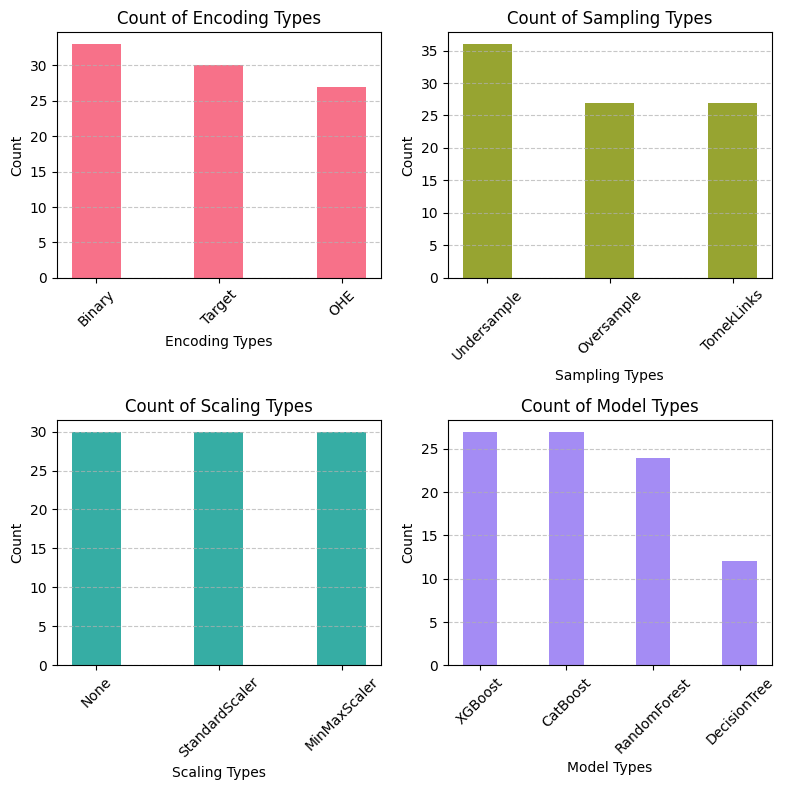 Count of Encoding Types
Count
30
25
20
15
10
5
0
Binary
Target
OHE
Encoding Types
Count of Sampling Types
Count
35
30
25
20
15
10
5
0
Undersample
Oversample
TomekLinks
Sampling Types
Count of Scaling Types
Count
30
25
20
15
10
5
0
None
StandardScaler
MinMaxScaler
Scaling Types
Count of Model Types
Count
25
20
15
10
5
0
XGBoost
CatBoost
RandomForest
DecisionTree
Model Types